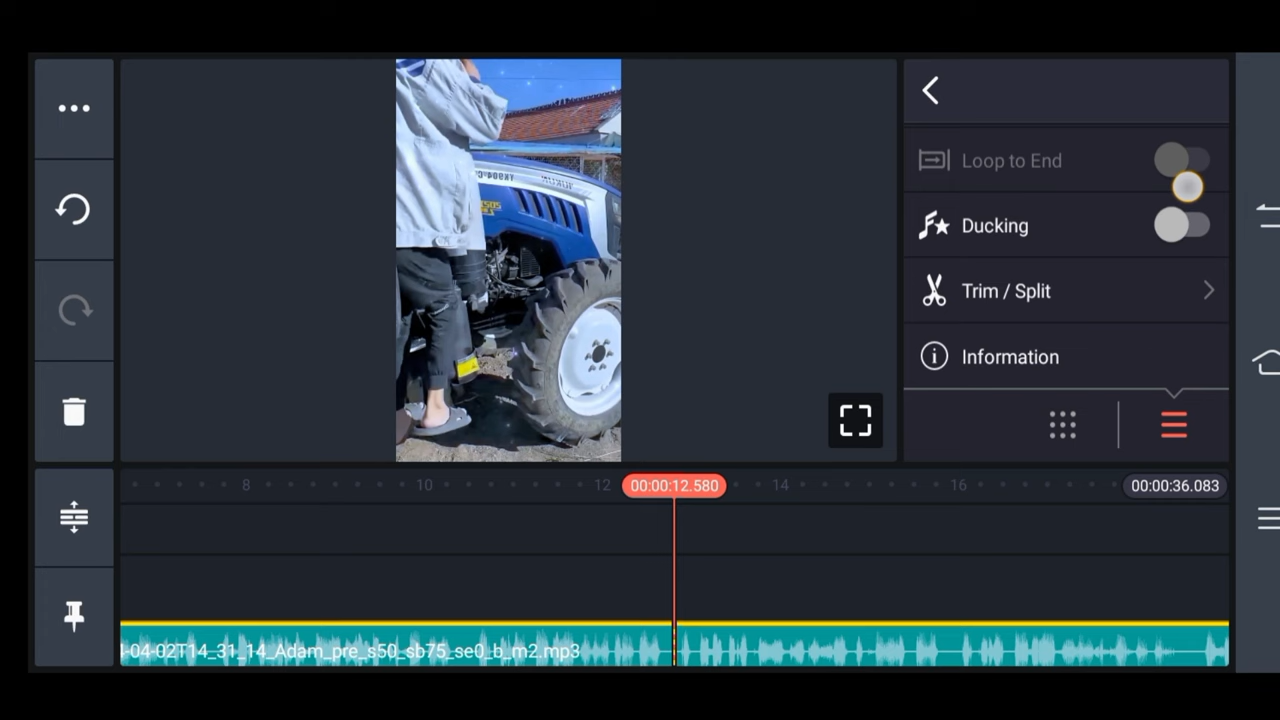 Loop to End
Ducking
Trim / Split
Information
8
10
12
00:00:12.580
14
16
00:00:36.083
-04-02T14_31_14_Adam_pre_s50_sb75_se0_b_m2.mp3